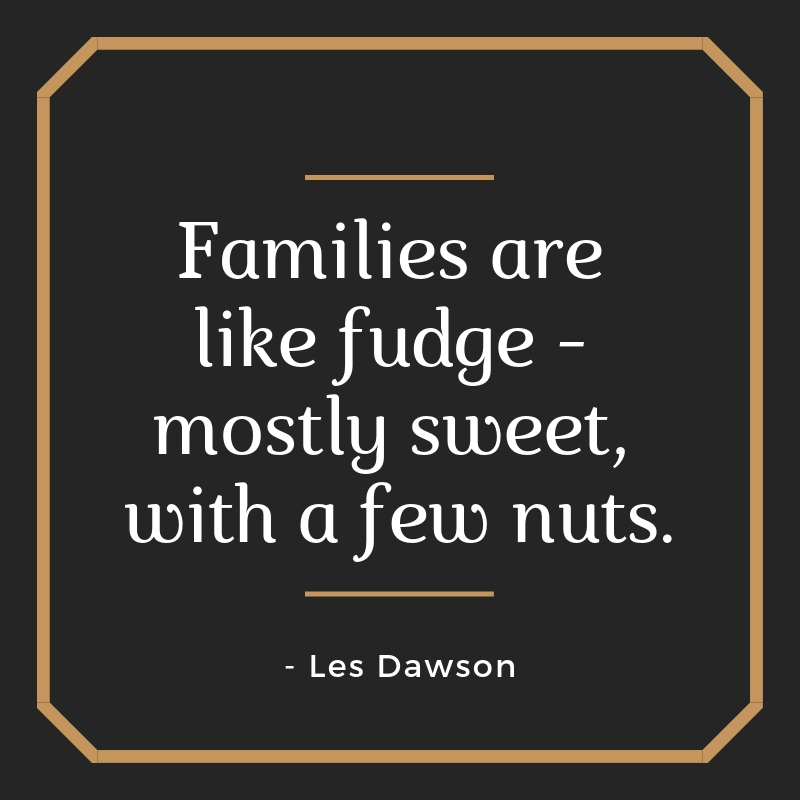 Families are
like fudge -
mostly sweet,
with a few nuts.
- Les Dawson